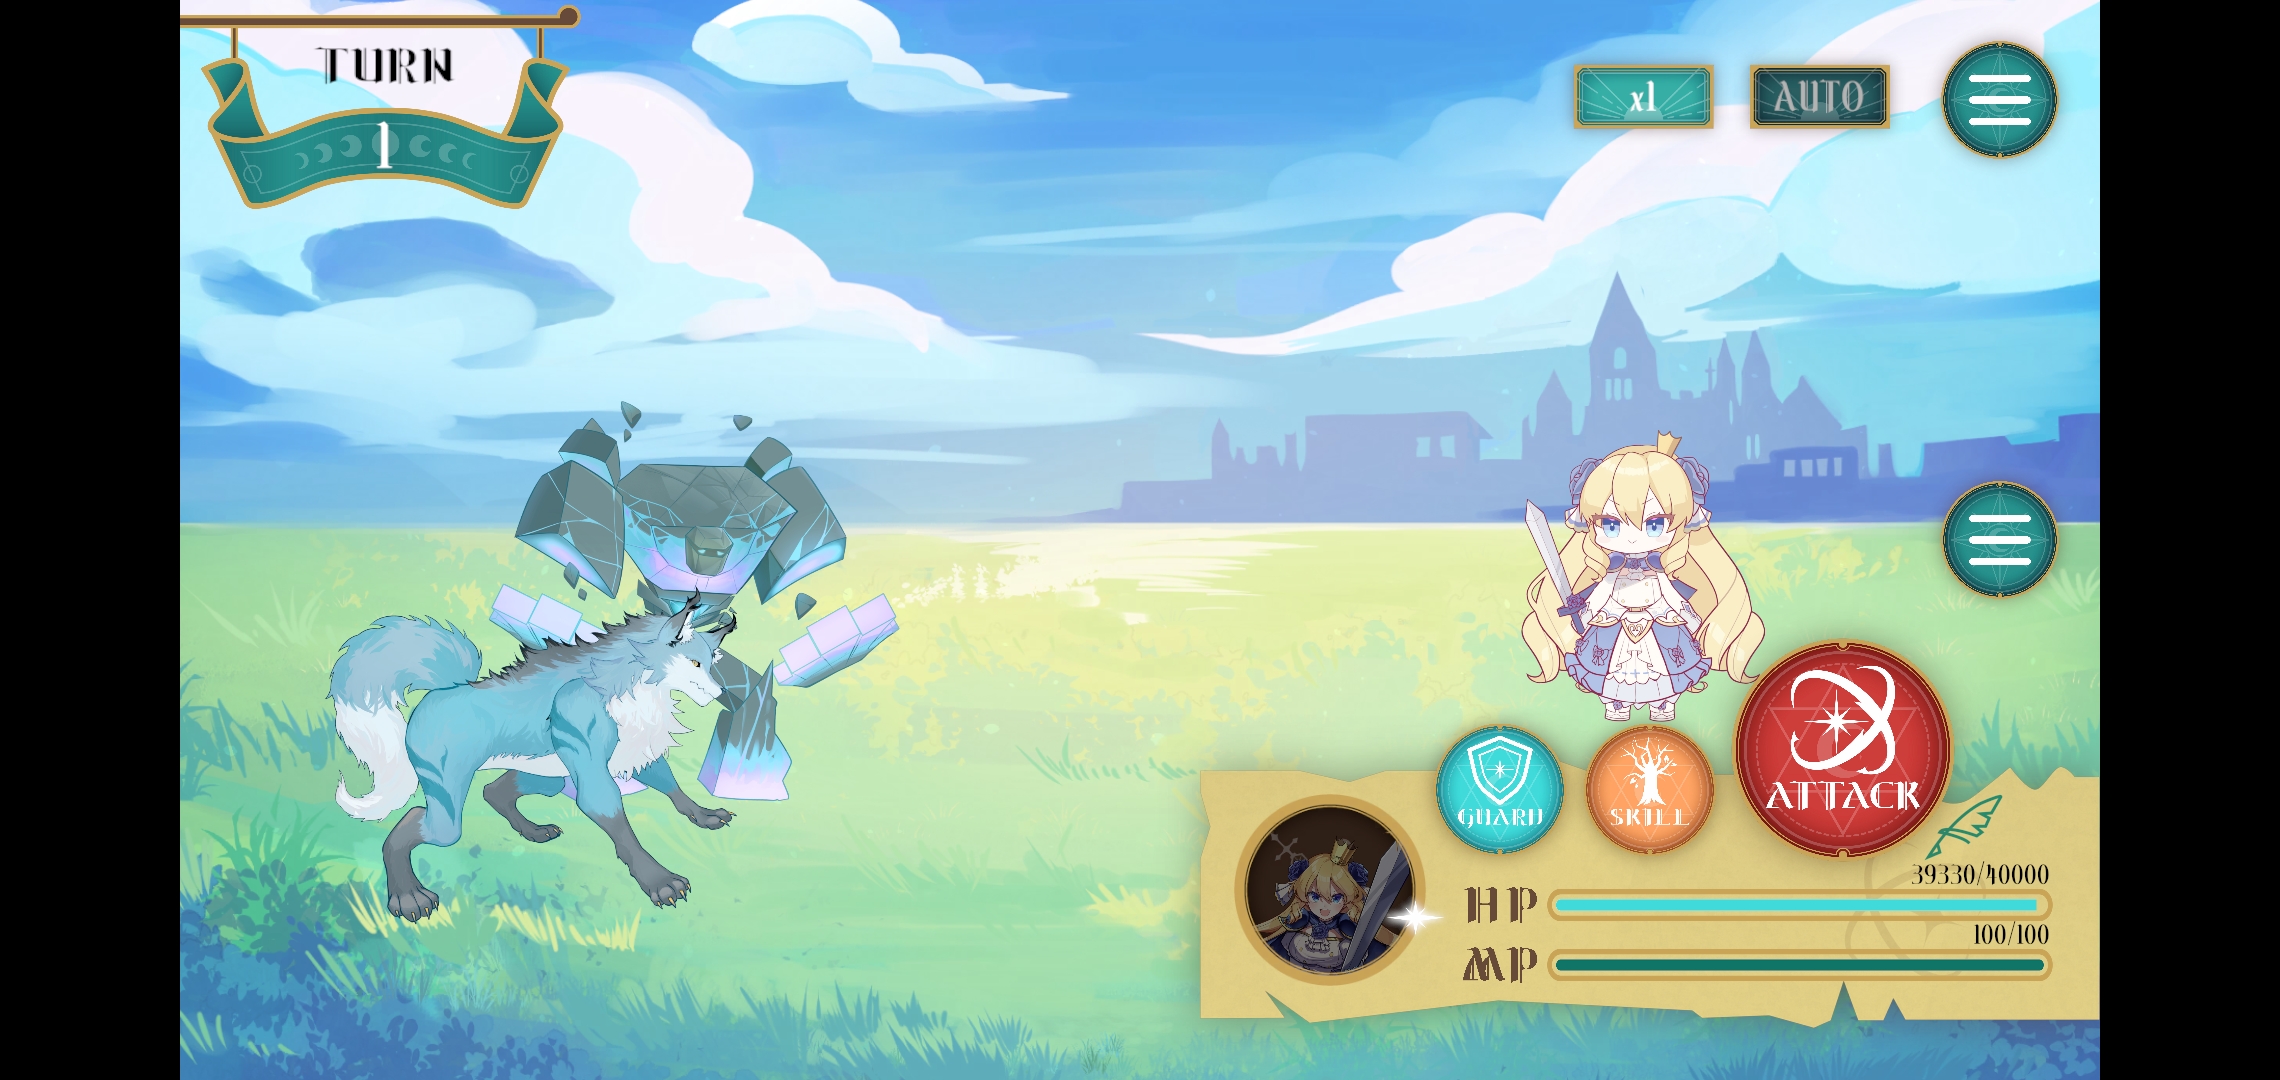 TURN
1
x1
AUTO
ATTACK
GUARD
SKILL
39330/40000
HP
100/100
MP